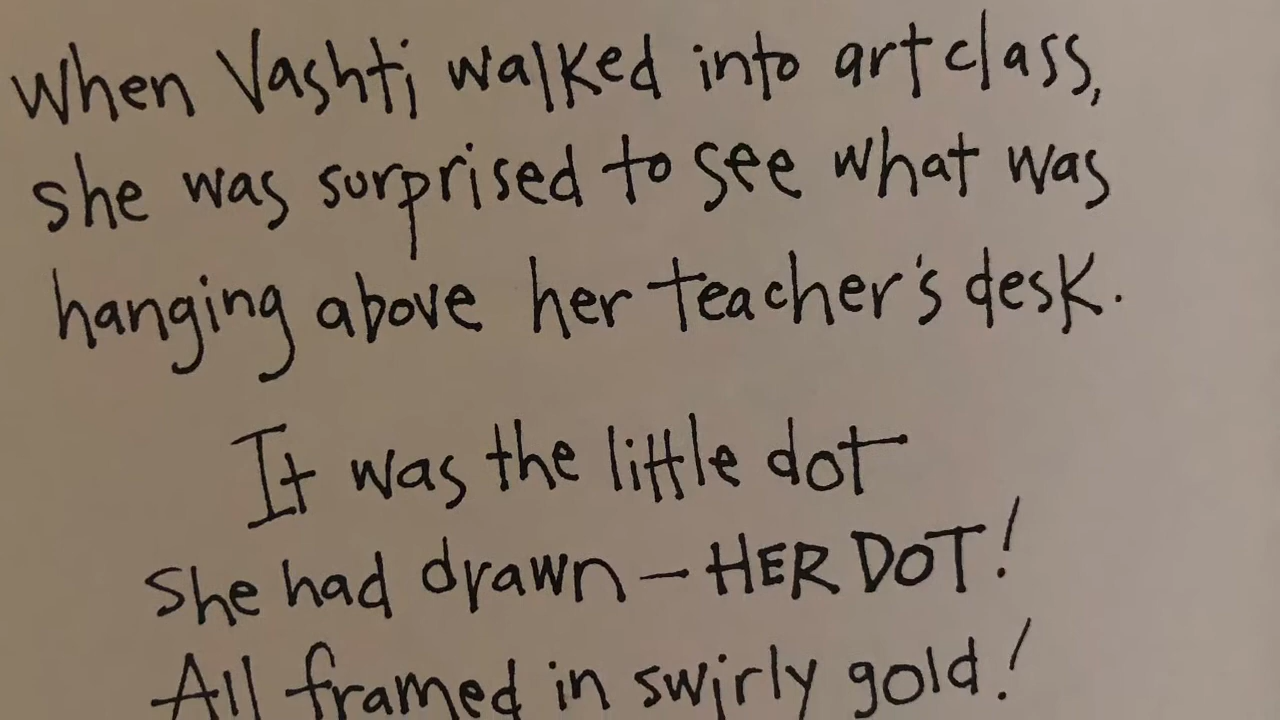 When Vashti walked into art class,
she was surprised to see what was
hanging above her teacher's desk.
It was the little dot
She had drawn – HER DOT!
All framed in swirly gold!